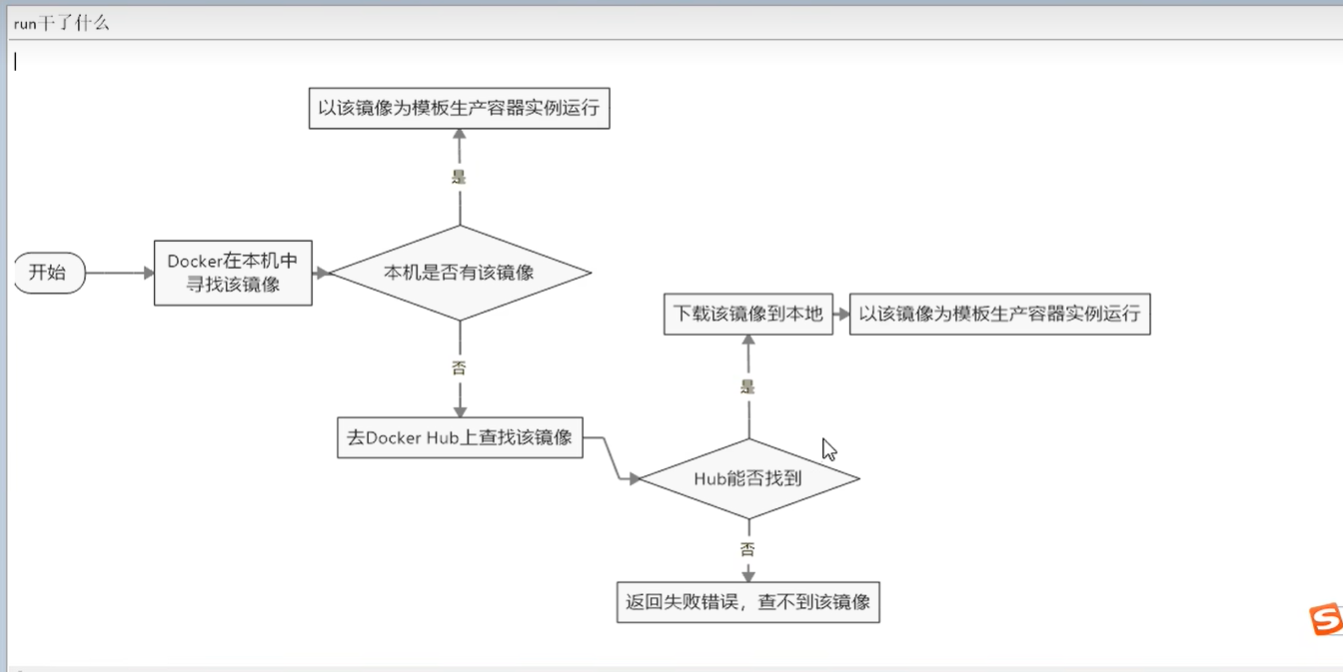 run干了什么
以该镜像为模板生产容器实例运行
是
开始
Docker在本机中
寻找该镜像
本机是否有该镜像
否
去Docker Hub上查找该镜像
下载该镜像到本地
以该镜像为模板生产容器实例运行
是
Hub能否找到
否
返回失败错误，查不到该镜像